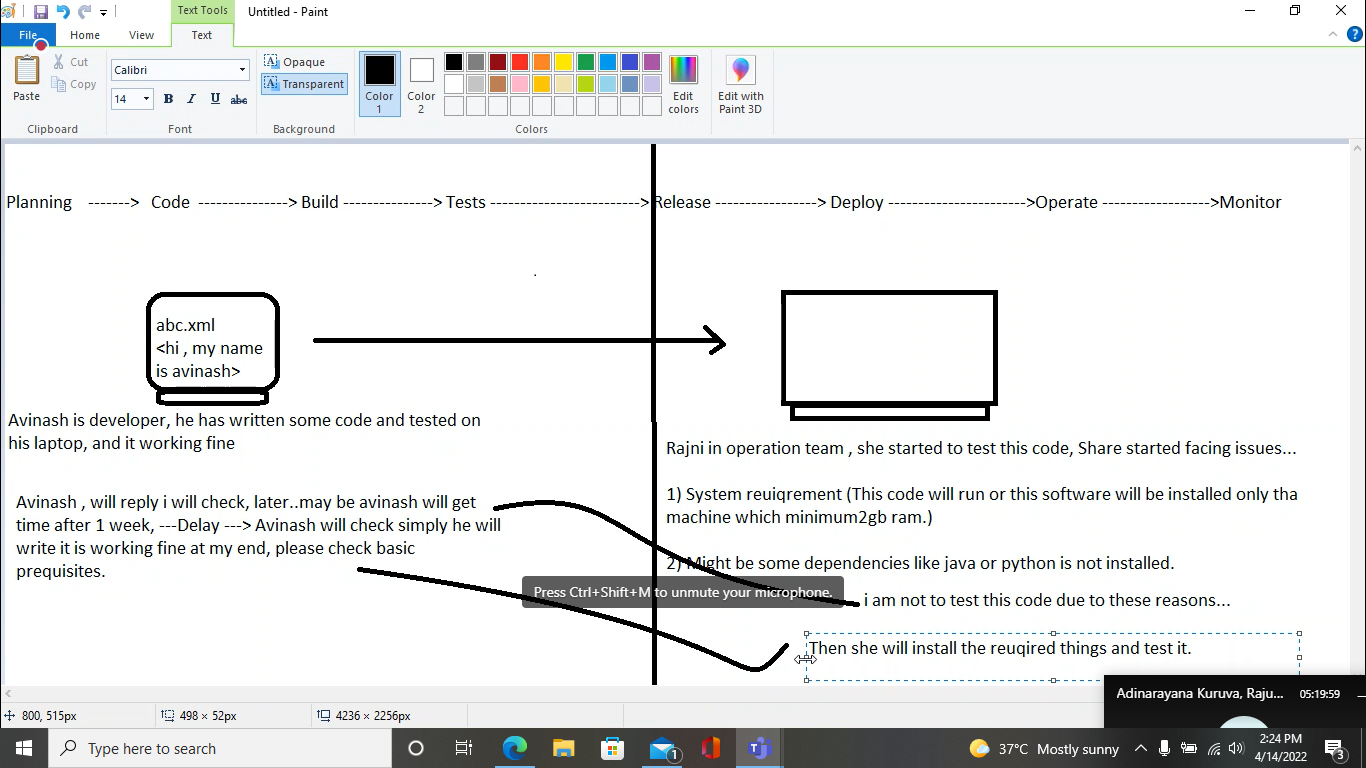 Text Tools
Untitled - Paint
File
Home
View
Text
Paste
Cut
Copy
Clipboard
Calibri
14
B I U abc
Font
Opaque
Transparent
Background
Color 1
Color 2
Edit colors
Colors
Edit with Paint 3D
Planning -------> Code ---------------> Build ---------------> Tests -------------------------> Release -----------------> Deploy ----------------------->Operate ------------------>Monitor
abc.xml
<hi , my name
is avinash>
Avinash is developer, he has written some code and tested on
his laptop, and it working fine
Rajni in operation team , she started to test this code, Share started facing issues...
Avinash , will reply i will check, later..may be avinash will get
time after 1 week, ---Delay ---> Avinash will check simply he will
write it is working fine at my end, please check basic
prequisites.
1) System reuiqrement (This code will run or this software will be installed only tha
machine which minimum2gb ram.)
2) Might be some dependencies like java or python is not installed.
Press Ctrl+Shift+M to unmute your microphone.
i am not to test this code due to these reasons...
Then she will install the reuqired things and test it.
Adinarayana Kuruva, Raju...
05:19:59
800, 515px
498 × 52px
4236 × 2256px
Type here to search
1
37°C Mostly sunny
2:24 PM
4/14/2022
3